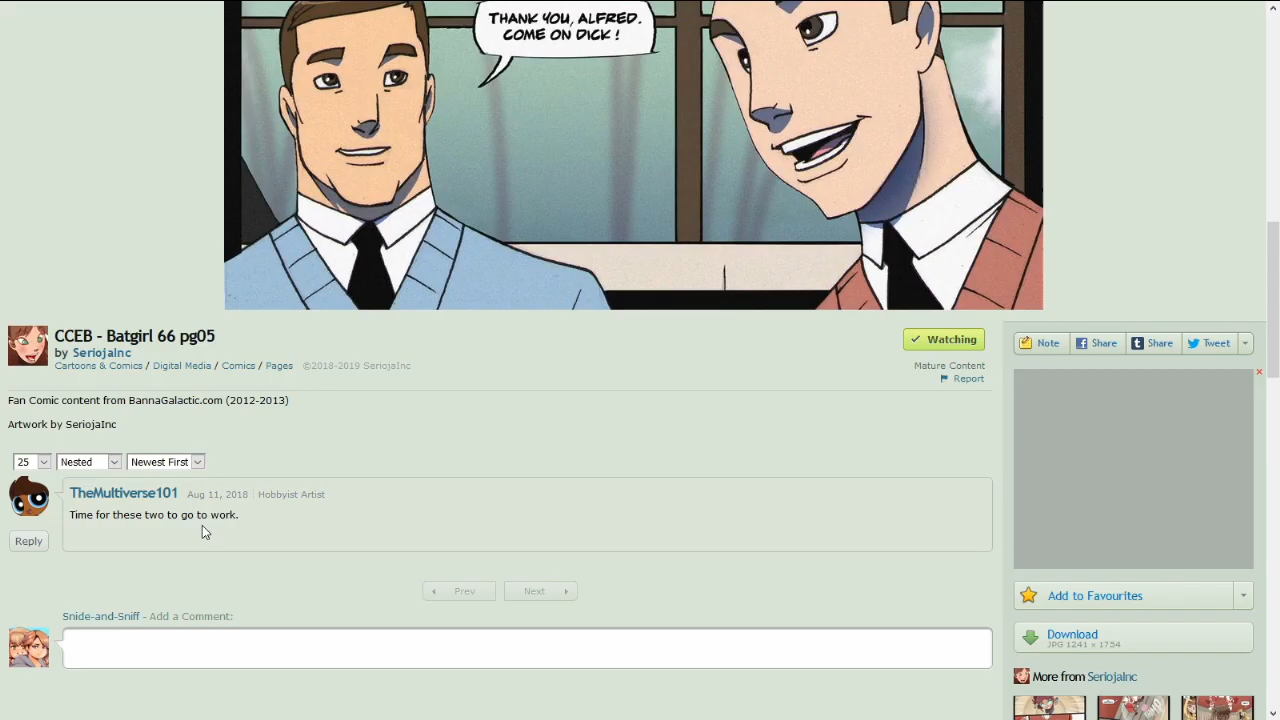 THANK YOU, ALFRED.
COME ON DICK !
CCEB - Batgirl 66 pg05
by SeriojaInc
Cartoons & Comics / Digital Media / Comics / Pages ©2018-2019 SeriojaInc
Watching
Mature Content
Report
Note
Share
Share
Tweet
Fan Comic content from BannaGalactic.com (2012-2013)
Artwork by SeriojaInc
25
Nested
Newest First
TheMultiverse101 Aug 11, 2018 Hobbyist Artist
Time for these two to go to work.
Reply
Prev
Next
Snide-and-Sniff - Add a Comment:
Add to Favourites
Download
JPG 1241 x 1754
More from SeriojaInc